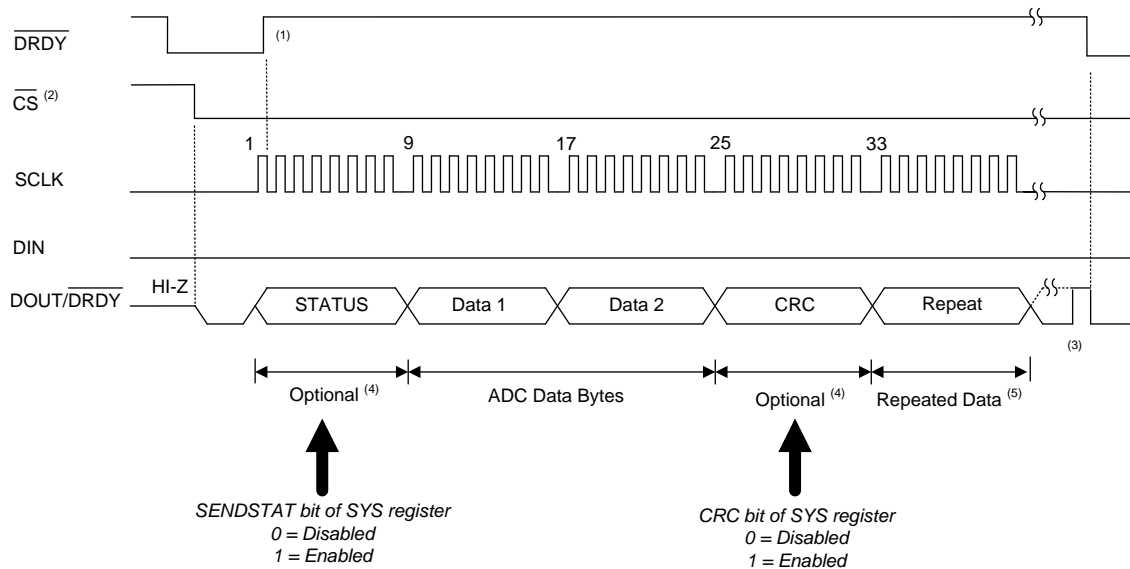 DRDY
(1)
CS (2)
1 9 17 25 33
SCLK
DIN
HI-Z
DOUT/DRDY
STATUS Data 1 Data 2 CRC Repeat
(3)
Optional (4) ADC Data Bytes Optional (4) Repeated Data (5)
SENDSTAT bit of SYS register
0 = Disabled
1 = Enabled
CRC bit of SYS register
0 = Disabled
1 = Enabled